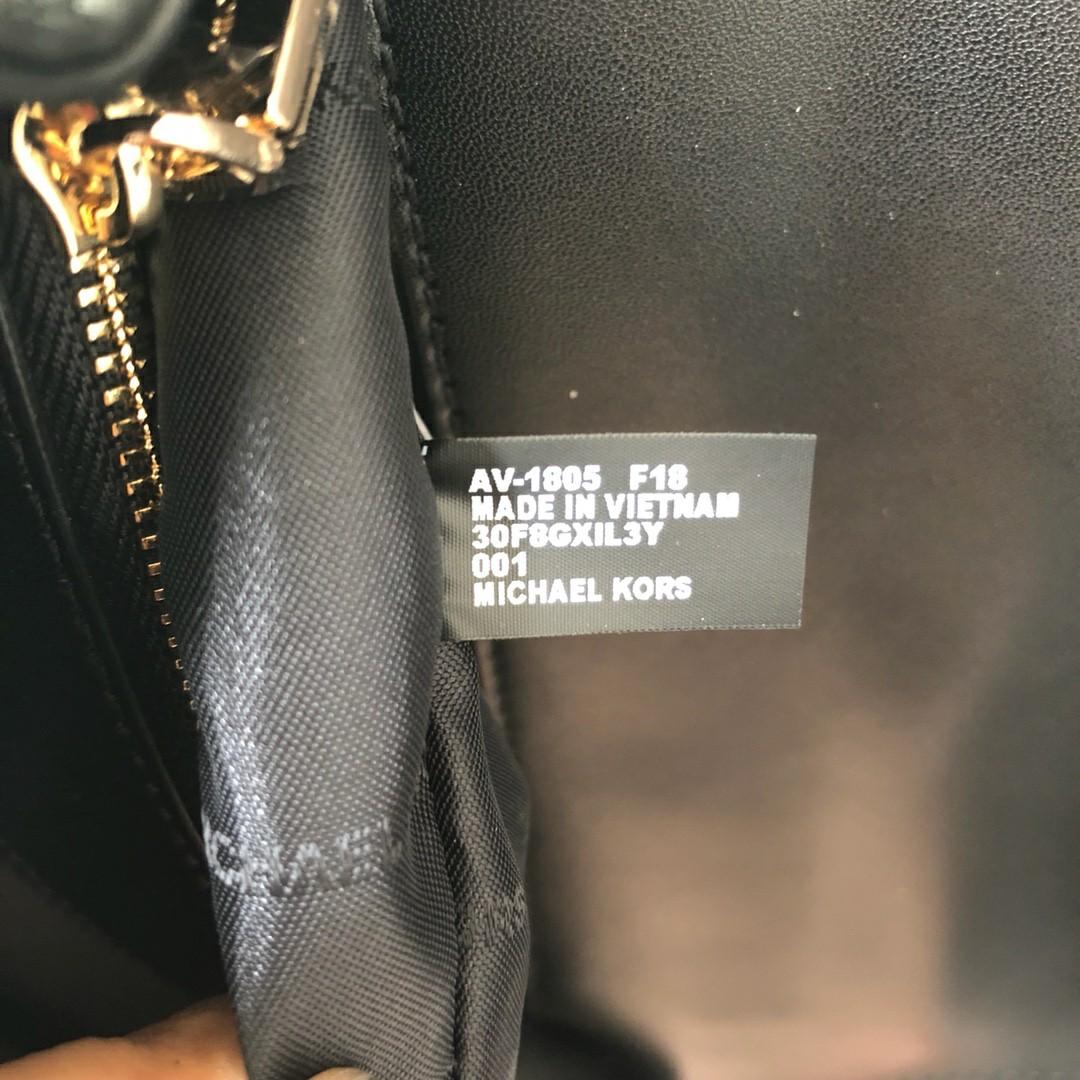 AV-1805 F18
MADE IN VIETNAM
30F8GXIL3Y
001
MICHAEL KORS